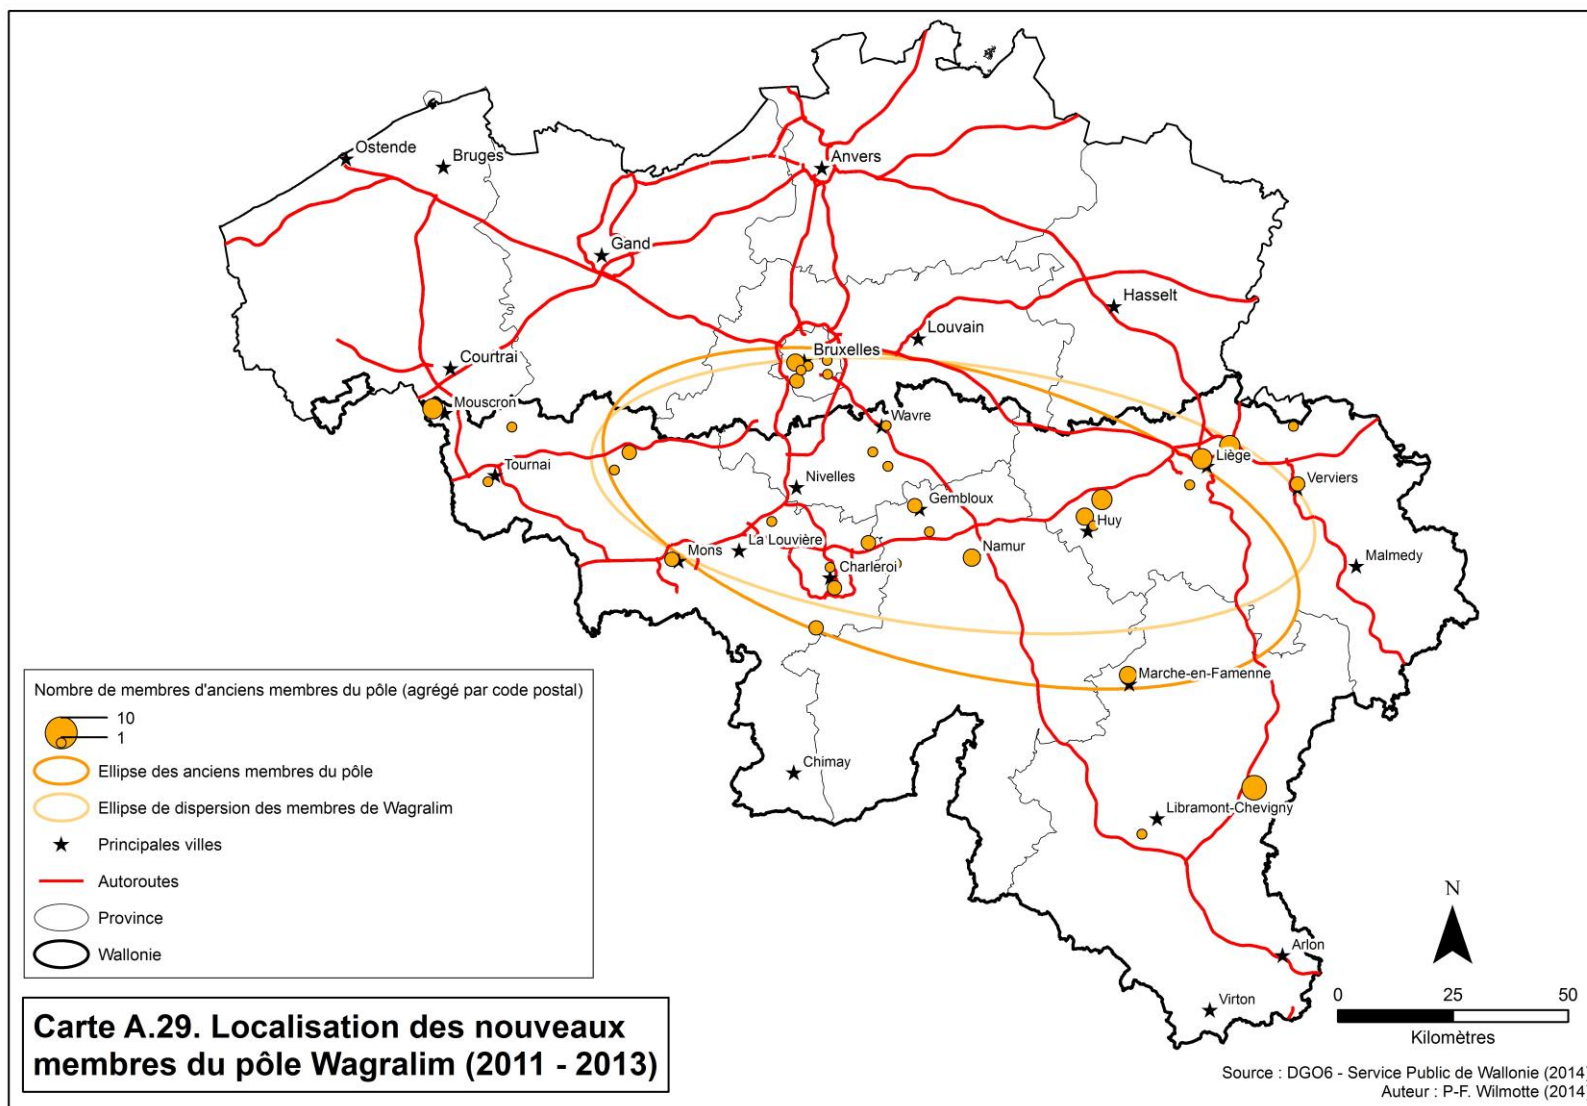 Ostende
Bruges
Anvers
Gand
Hasselt
Louvain
Bruxelles
Courtrai
Mouscron
Wavre
Liège
Tournai
Nivelles
Verviers
Gembloux
Huy
La Louvière
Mons
Namur
Malmedy
Charleroi
Marche-en-Famenne
Chimay
Libramont-Chevigny
Arlon
Virton
Nombre de membres d'anciens membres du pôle (agrégé par code postal)
10
1
Ellipse des anciens membres du pôle
Ellipse de dispersion des membres de Wagralim
Principales villes
Autoroutes
Province
Wallonie
N
0 25 50
Kilomètres
Carte A.29. Localisation des nouveaux
membres du pôle Wagralim (2011 - 2013)
Source : DGO6 - Service Public de Wallonie (2014)
Auteur : P-F. Wilmotte (2014)